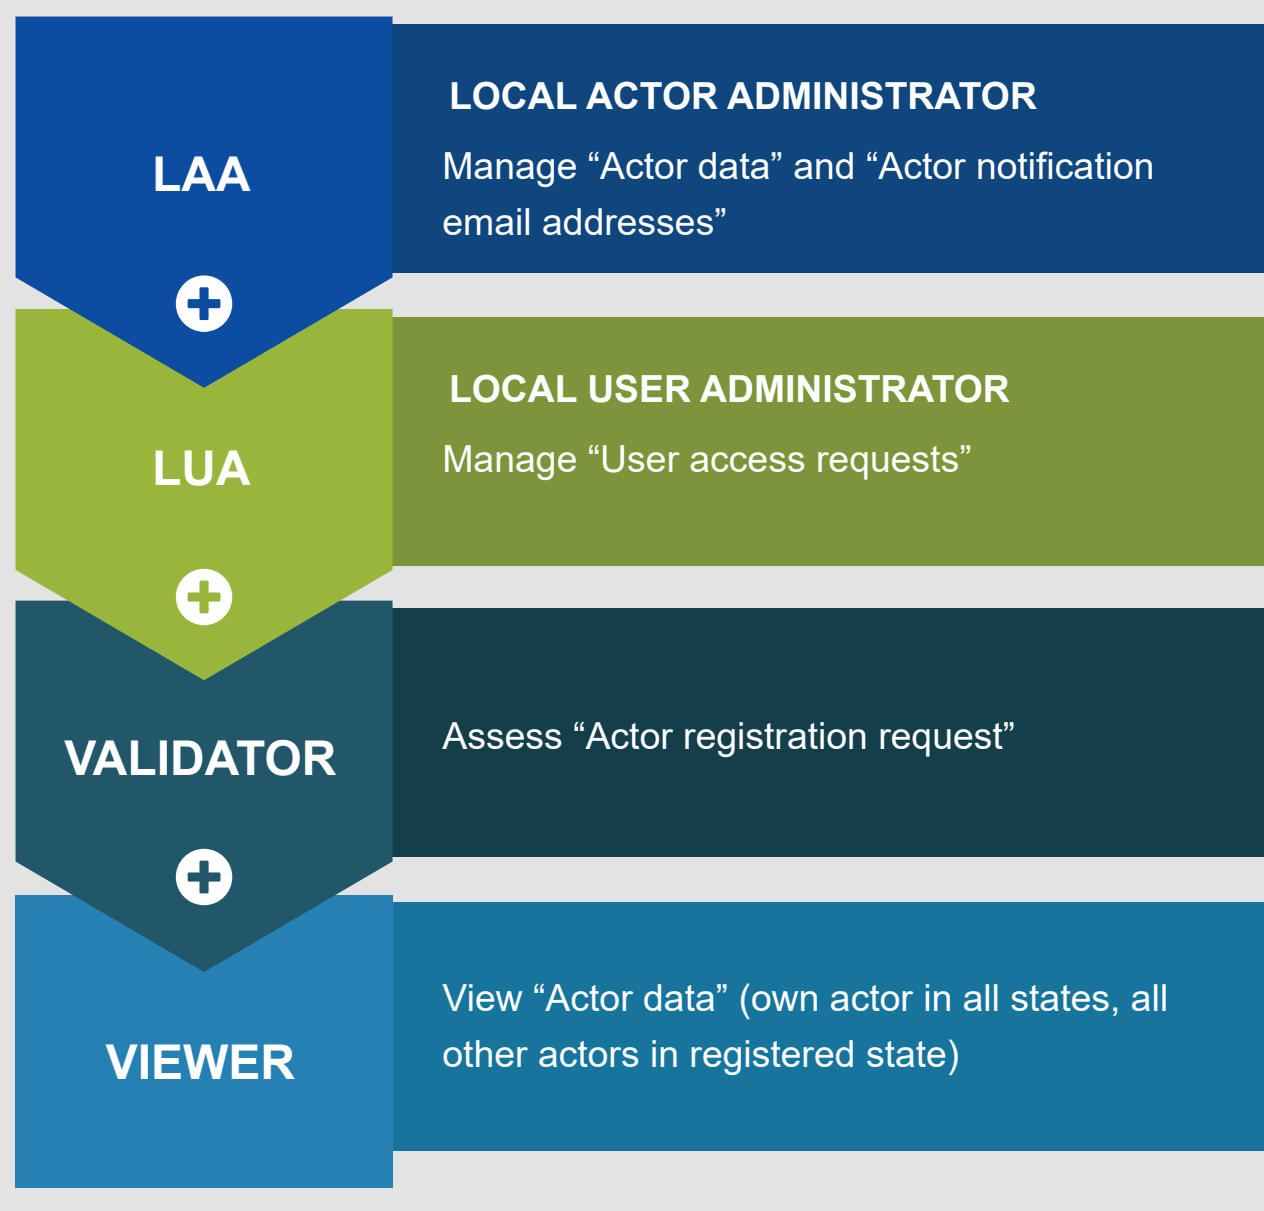 LAA
LOCAL ACTOR ADMINISTRATOR
Manage “Actor data” and “Actor notification
email addresses”
LUA
LOCAL USER ADMINISTRATOR
Manage “User access requests”
VALIDATOR
Assess “Actor registration request”
VIEWER
View “Actor data” (own actor in all states, all
other actors in registered state)